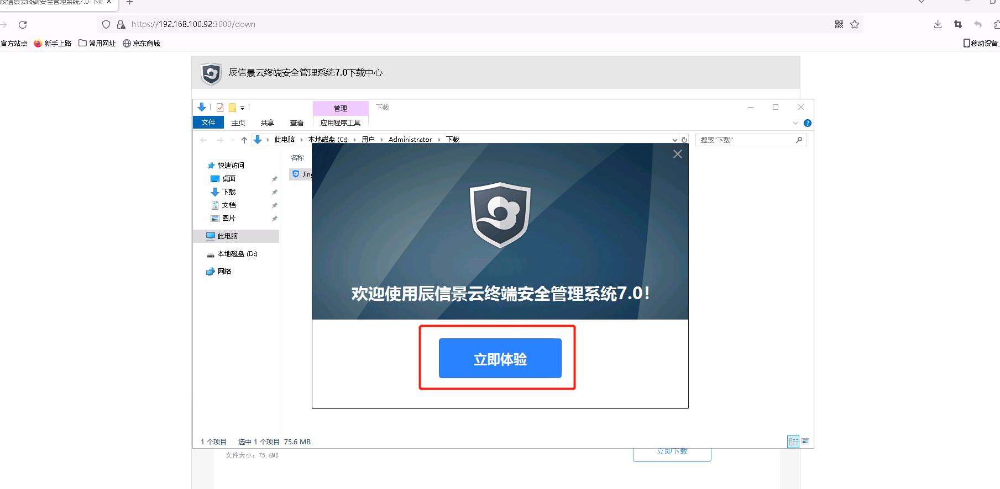 辰信景云终端安全管理系统7.0-下载
https://192.168.100.92:3000/down
官方站点 新手上路 常用网址 京东商城 移动设备上
辰信景云终端安全管理系统7.0下载中心
管理 下载
文件 主页 共享 查看 应用程序工具
此电脑 本地磁盘 (C:) 用户 Administrator 下载 搜索"下载"
名称
快速访问
Jing
桌面
下载
文档
图片
此电脑
本地磁盘 (D:)
网络
欢迎使用辰信景云终端安全管理系统7.0!
立即体验
1 个项目 选中 1 个项目 75.6 MB
文件大小: 75.6MB 立即下载